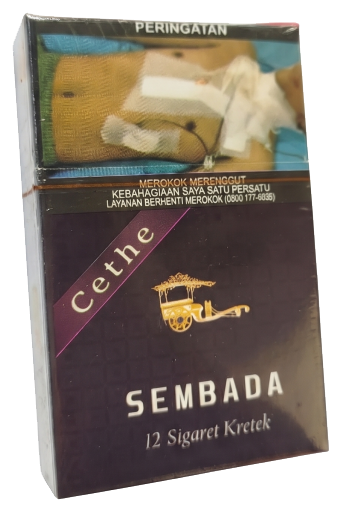 PERINGATAN
MEROKOK MERENGGUT
KEBAHAGIAAN SAYA SATU PERSATU
LAYANAN BERHENTI MEROKOK (0800 177-6565)
Cethe
SEMBADA
12 Sigaret Kretek